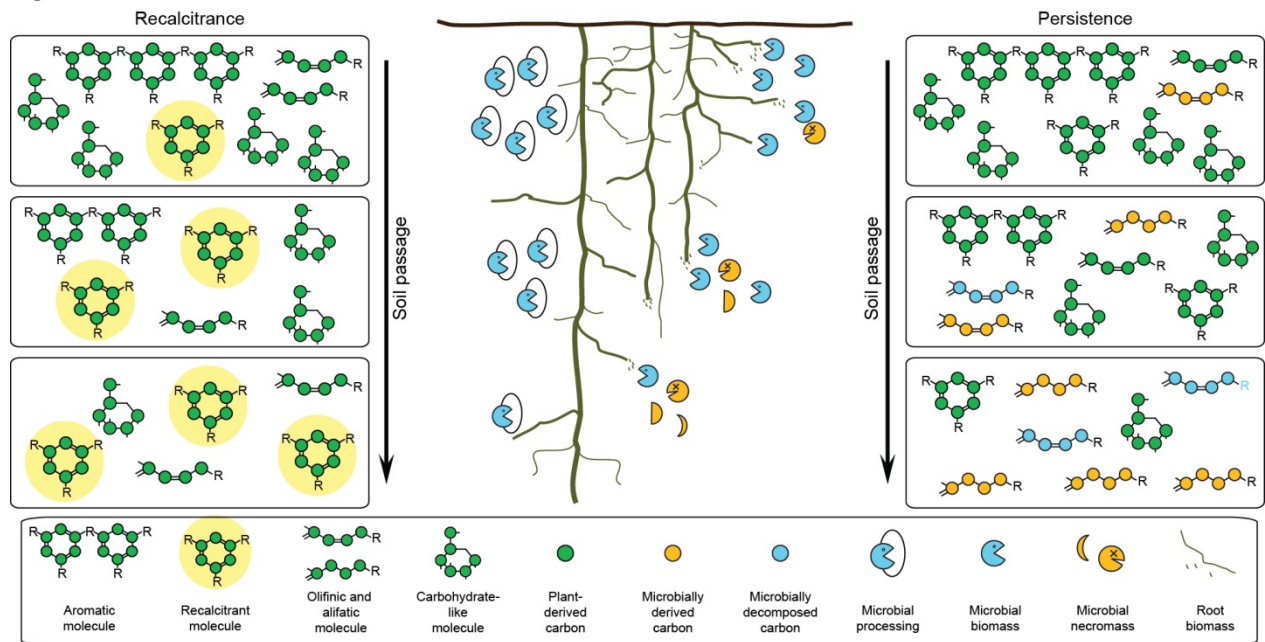 Recalcitrance
Persistence
R R
R R R
R
R
R R
R
R R R R
R R R
R
R
R R
R
Soil passage
Soil passage
R R R
R R
R R
R
R
R
R
R R R
R R
R
R
R R
R
R
R
R R
R
R R
R
R R
R
R
R
R R
R
R
R
R
R R R
R R R
R R R
R R
R
R
R
R
R
Aromatic
molecule
Recalcitrant
molecule
Olifinic and
alifatic
molecule
Carbohydrate-
like molecule
Plant-
derived
carbon
Microbially
derived
carbon
Microbially
decomposed
carbon
Microbial
processing
Microbial
biomass
Microbial
necromass
Root
biomass